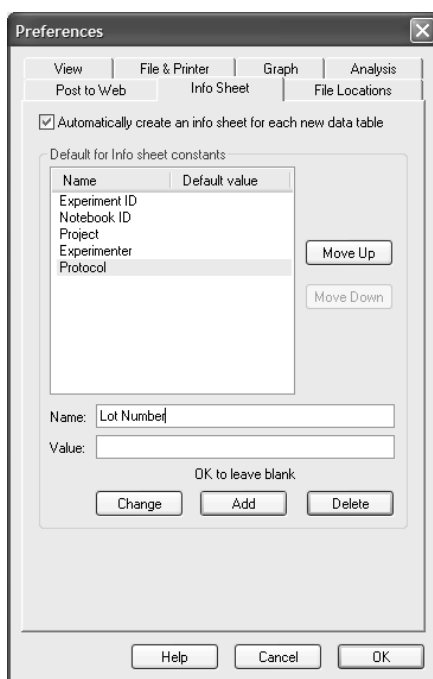 Preferences
View File & Printer Graph Analysis
Post to Web Info Sheet File Locations
Automatically create an info sheet for each new data table
Default for Info sheet constants
Name Default value
Experiment ID
Notebook ID
Project
Experimenter
Protocol
Move Up
Move Down
Name: Lot Number
Value:
OK to leave blank
Change Add Delete
Help Cancel OK